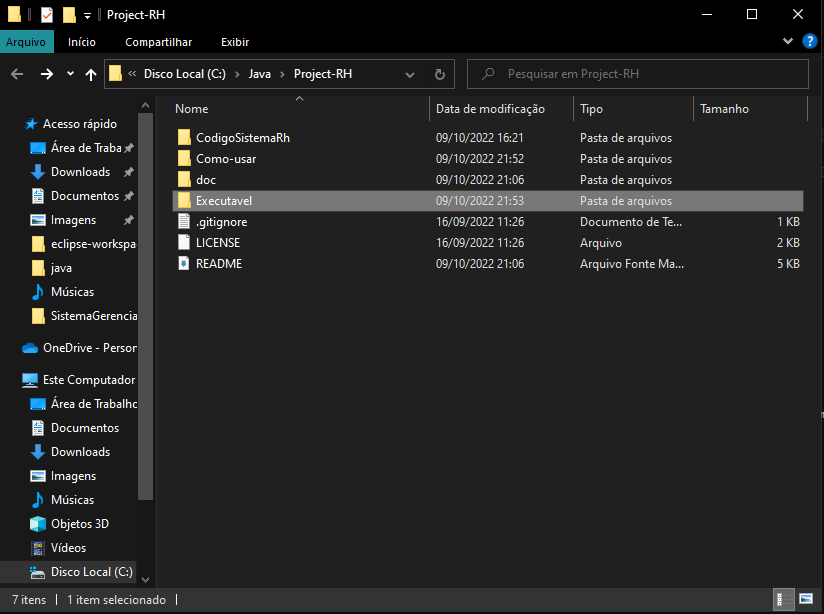 Project-RH
Arquivo Início Compartilhar Exibir
« Disco Local (C:) › Java › Project-RH
Pesquisar em Project-RH
Nome Data de modificação Tipo Tamanho
CodigoSistemaRh 09/10/2022 16:21 Pasta de arquivos
Como-usar 09/10/2022 21:52 Pasta de arquivos
doc 09/10/2022 21:06 Pasta de arquivos
Executavel 09/10/2022 21:53 Pasta de arquivos
.gitignore 16/09/2022 11:26 Documento de Te... 1 KB
LICENSE 16/09/2022 11:26 Arquivo 2 KB
README 09/10/2022 21:06 Arquivo Fonte Ma... 5 KB
Acesso rápido
Área de Traba
Downloads
Documentos
Imagens
eclipse-workspa
java
Músicas
SistemaGerencia
OneDrive - Person
Este Computador
Área de Trabalho
Documentos
Downloads
Imagens
Músicas
Objetos 3D
Vídeos
Disco Local (C:)
7 itens 1 item selecionado